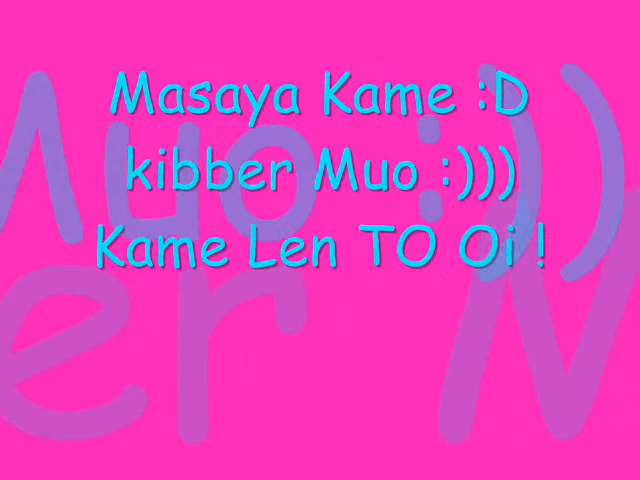 Masaya Kame :D
kibber Muo :)))
Kame Len TO Oi !